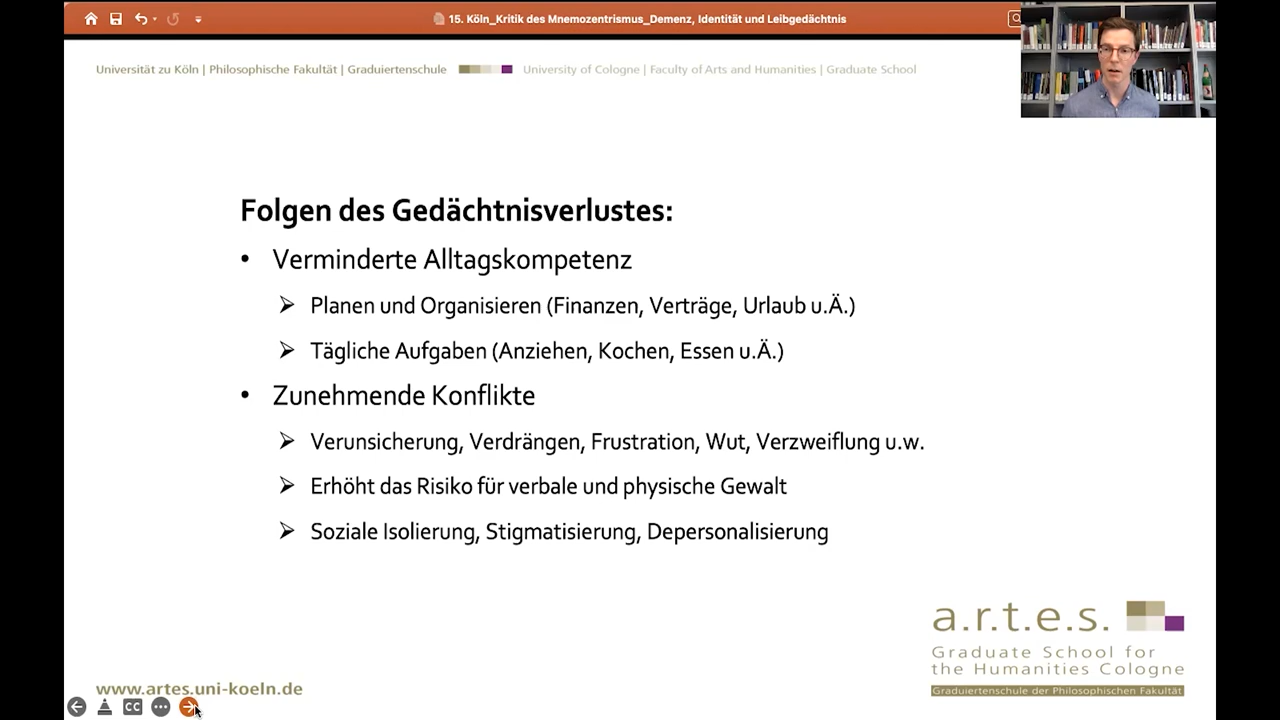 15. Köln_Kritik des Mnemozentrismus_Demenz, Identität und Leibgedächtnis
Universität zu Köln | Philosophische Fakultät | Graduiertenschule University of Cologne | Faculty of Arts and Humanities | Graduate School
Folgen des Gedächtnisverlustes:
• Verminderte Alltagskompetenz
➢ Planen und Organisieren (Finanzen, Verträge, Urlaub u.Ä.)
➢ Tägliche Aufgaben (Anziehen, Kochen, Essen u.Ä.)
• Zunehmende Konflikte
➢ Verunsicherung, Verdrängen, Frustration, Wut, Verzweiflung u.w.
➢ Erhöht das Risiko für verbale und physische Gewalt
➢ Soziale Isolierung, Stigmatisierung, Depersonalisierung
a.r.t.e.s.
Graduate School for
the Humanities Cologne
Graduiertenschule der Philosophischen Fakultät
www.artes.uni-koeln.de
CC